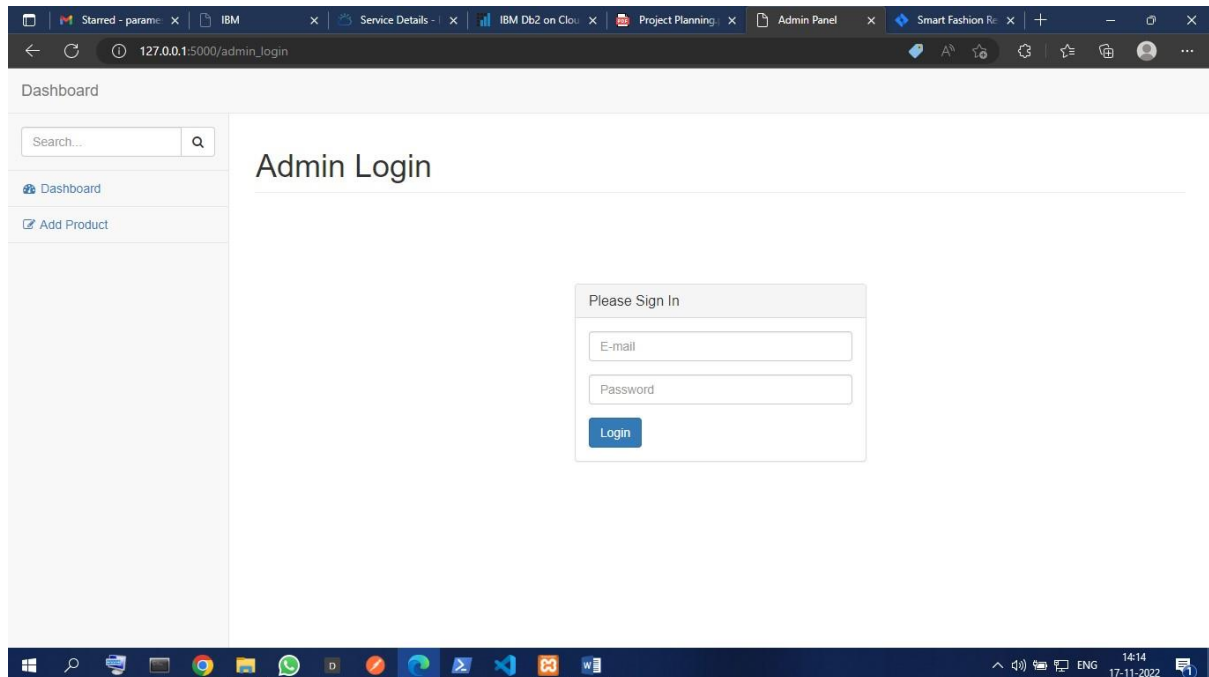 Starred - parame
IBM
Service Details - I
IBM Db2 on Clou
Project Planning.
Admin Panel
Smart Fashion Re
127.0.0.1:5000/admin_login
Dashboard
Search...
Dashboard
Add Product
Admin Login
Please Sign In
E-mail
Password
Login
ENG
14:14
17-11-2022